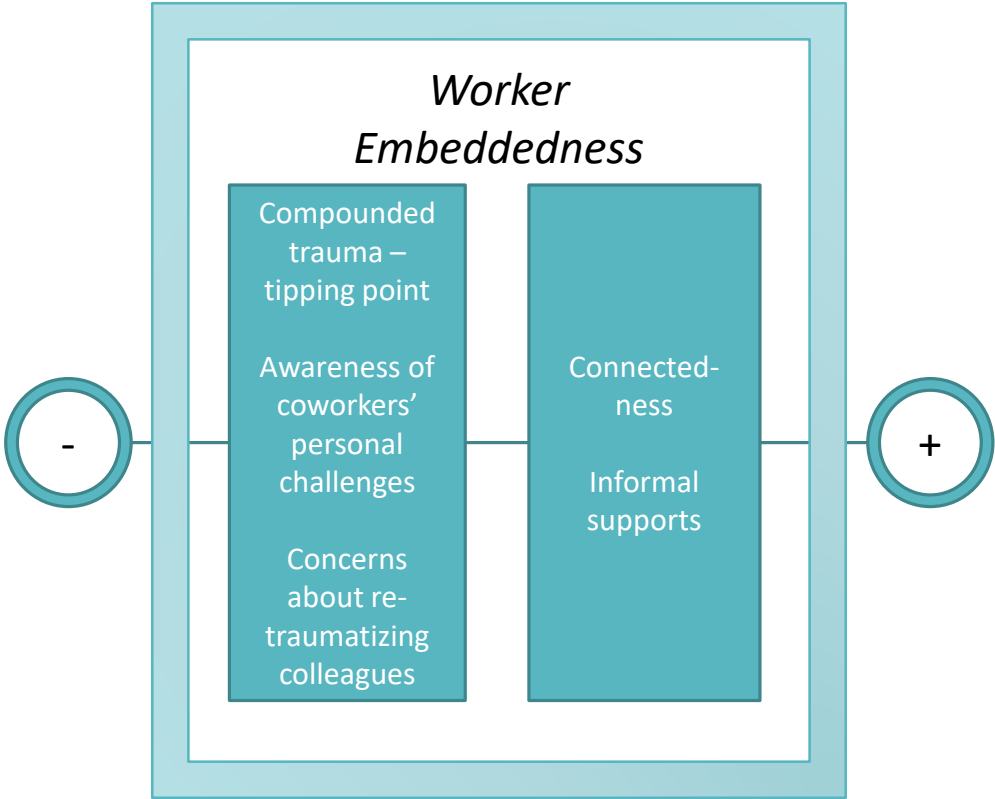 Worker
Embeddedness
Compounded
trauma –
tipping point
Awareness of
coworkers’
personal
challenges
Concerns
about re-
traumatizing
colleagues
Connected-
ness
Informal
supports
-
+